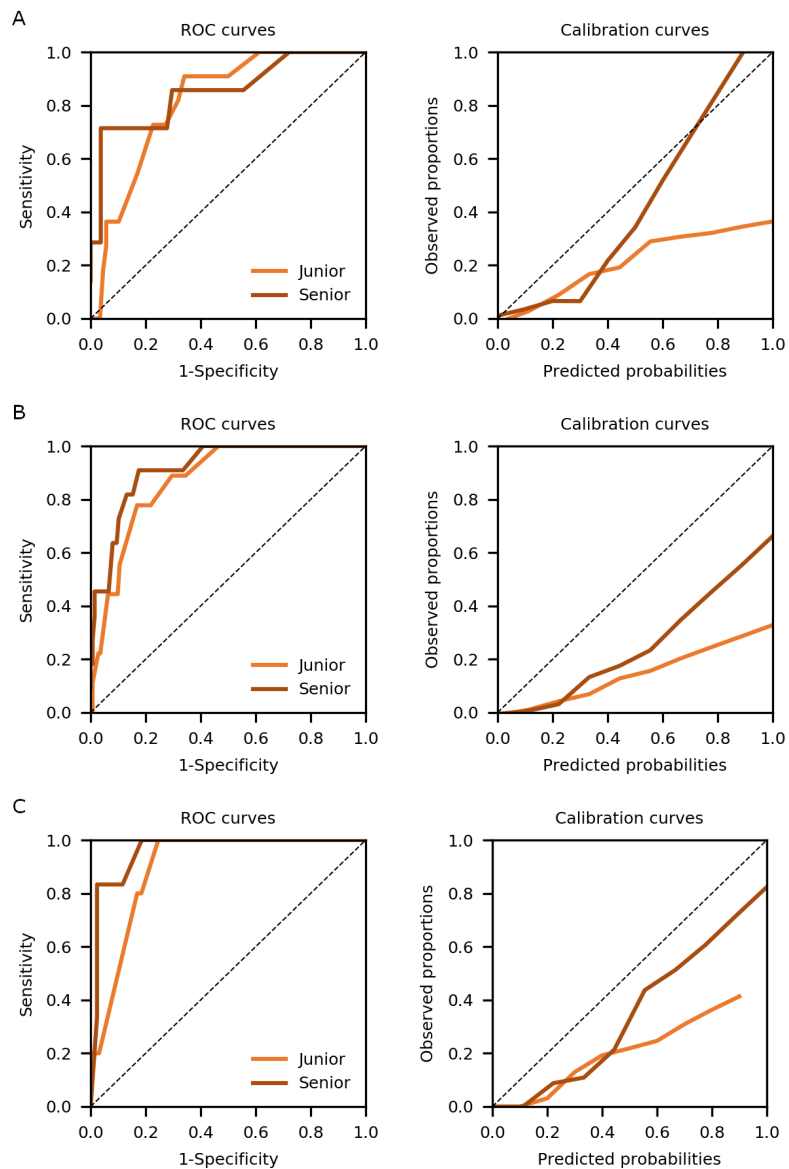 A
ROC curves
Calibration curves
1.0
0.8
0.6
0.4
0.2
0.0
Sensitivity
Junior
Senior
0.0 0.2 0.4 0.6 0.8 1.0
1-Specificity
1.0
0.8
0.6
0.4
0.2
0.0
Observed proportions
0.0 0.2 0.4 0.6 0.8 1.0
Predicted probabilities
B
ROC curves
Calibration curves
1.0
0.8
0.6
0.4
0.2
0.0
Sensitivity
Junior
Senior
0.0 0.2 0.4 0.6 0.8 1.0
1-Specificity
1.0
0.8
0.6
0.4
0.2
0.0
Observed proportions
0.0 0.2 0.4 0.6 0.8 1.0
Predicted probabilities
C
ROC curves
Calibration curves
1.0
0.8
0.6
0.4
0.2
0.0
Sensitivity
Junior
Senior
0.0 0.2 0.4 0.6 0.8 1.0
1-Specificity
1.0
0.8
0.6
0.4
0.2
0.0
Observed proportions
0.0 0.2 0.4 0.6 0.8 1.0
Predicted probabilities